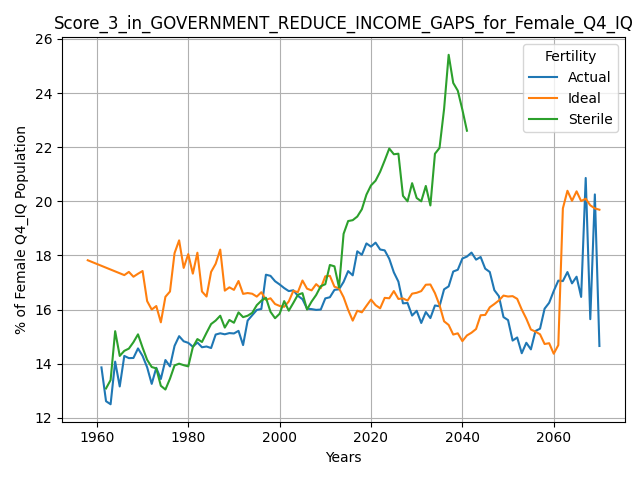 Score_3_in_GOVERNMENT_REDUCE_INCOME_GAPS_for_Female_Q4_IQ
26
24
22
20
18
16
14
12
% of Female Q4_IQ Population
Fertility
Actual
Ideal
Sterile
1960 1980 2000 2020 2040 2060
Years